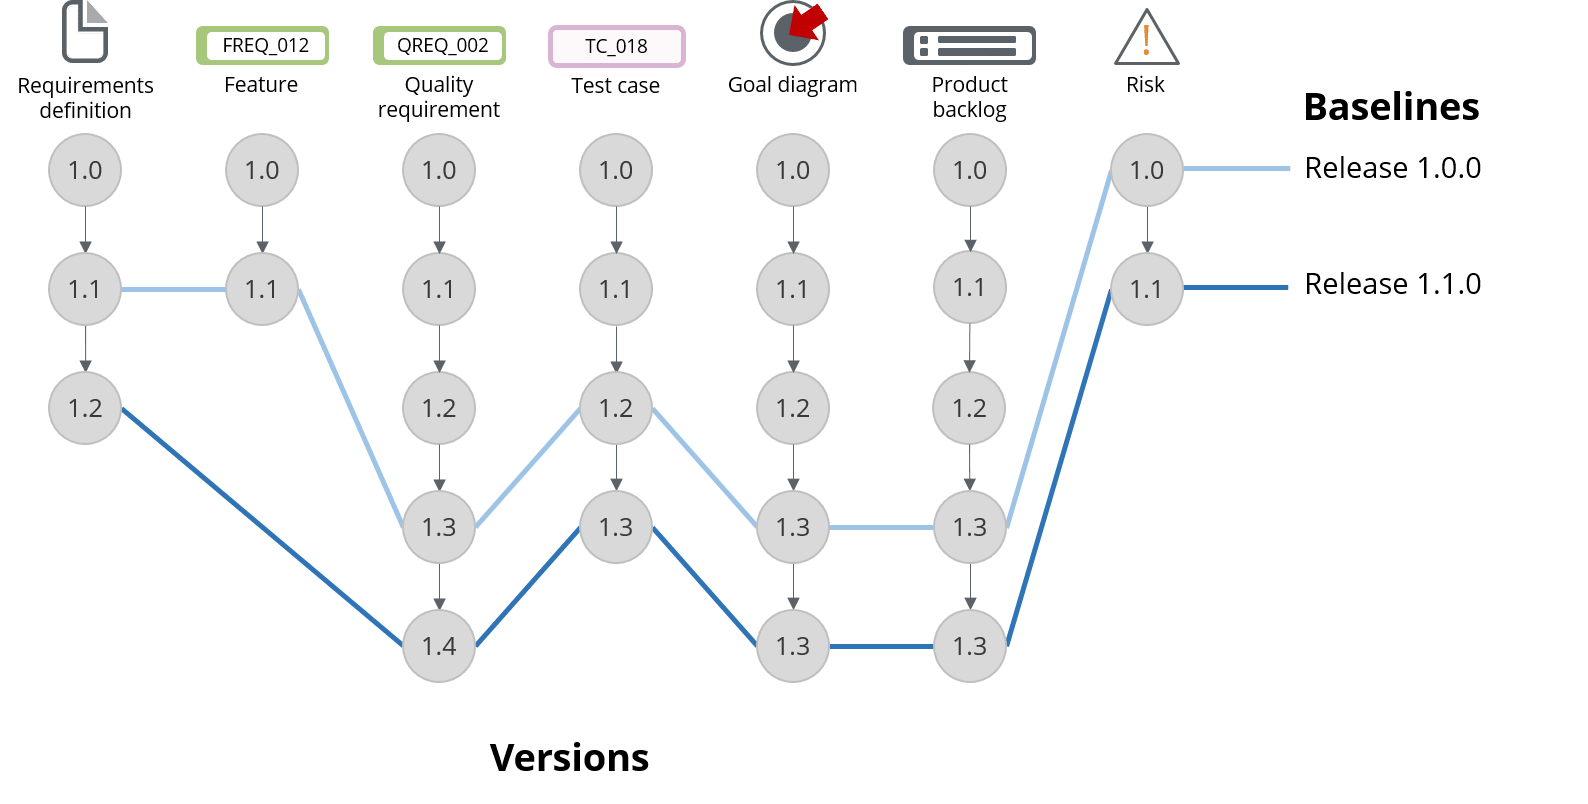 FREQ_012
QREQ_002
TC_018
Requirements
definition
Feature
Quality
requirement
Test case
Goal diagram
Product
backlog
!
Risk
Baselines
1.0
1.0
1.0
1.0
1.0
1.0
1.0
Release 1.0.0
1.1
1.1
1.1
1.1
1.1
1.1
1.1
Release 1.1.0
1.2
1.2
1.2
1.2
1.2
1.3
1.3
1.3
1.3
1.4
1.3
1.3
Versions